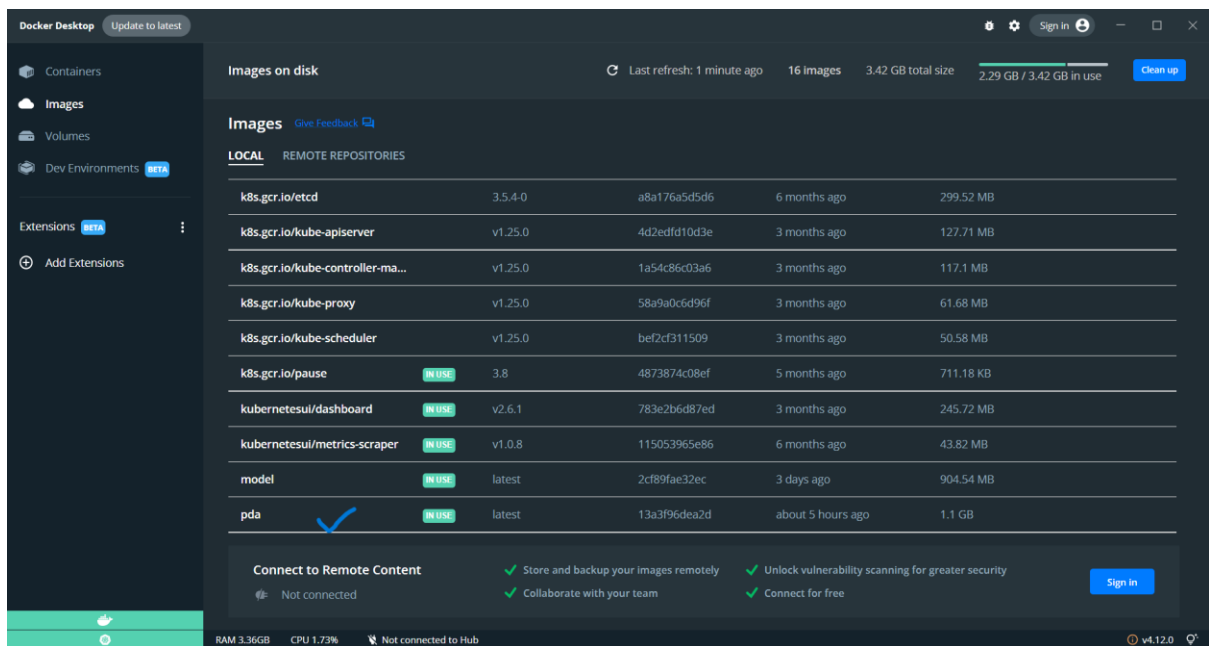 Docker Desktop Update to latest Sign in
Containers
Images
Volumes
Dev Environments BETA
Extensions BETA
Add Extensions
Images on disk Last refresh: 1 minute ago 16 images 3.42 GB total size 2.29 GB / 3.42 GB in use Clean up
Images Give Feedback
LOCAL REMOTE REPOSITORIES
k8s.gcr.io/etcd 3.5.4-0 a8a176a5d5d6 6 months ago 299.52 MB
k8s.gcr.io/kube-apiserver v1.25.0 4d2edfd10d3e 3 months ago 127.71 MB
k8s.gcr.io/kube-controller-ma... v1.25.0 1a54c86c03a6 3 months ago 117.1 MB
k8s.gcr.io/kube-proxy v1.25.0 58a9a0c6d96f 3 months ago 61.68 MB
k8s.gcr.io/kube-scheduler v1.25.0 bef2cf311509 3 months ago 50.58 MB
k8s.gcr.io/pause IN USE 3.8 4873874c08ef 5 months ago 711.18 KB
kubernetesui/dashboard IN USE v2.6.1 783e2b6d87ed 3 months ago 245.72 MB
kubernetesui/metrics-scraper IN USE v1.0.8 115053965e86 6 months ago 43.82 MB
model IN USE latest 2cf89fae32ec 3 days ago 904.54 MB
pda IN USE latest 13a3f96dea2d about 5 hours ago 1.1 GB
Connect to Remote Content
Not connected
Store and backup your images remotely
Collaborate with your team
Unlock vulnerability scanning for greater security
Connect for free
Sign in
RAM 3.36GB CPU 1.73% Not connected to Hub v4.12.0